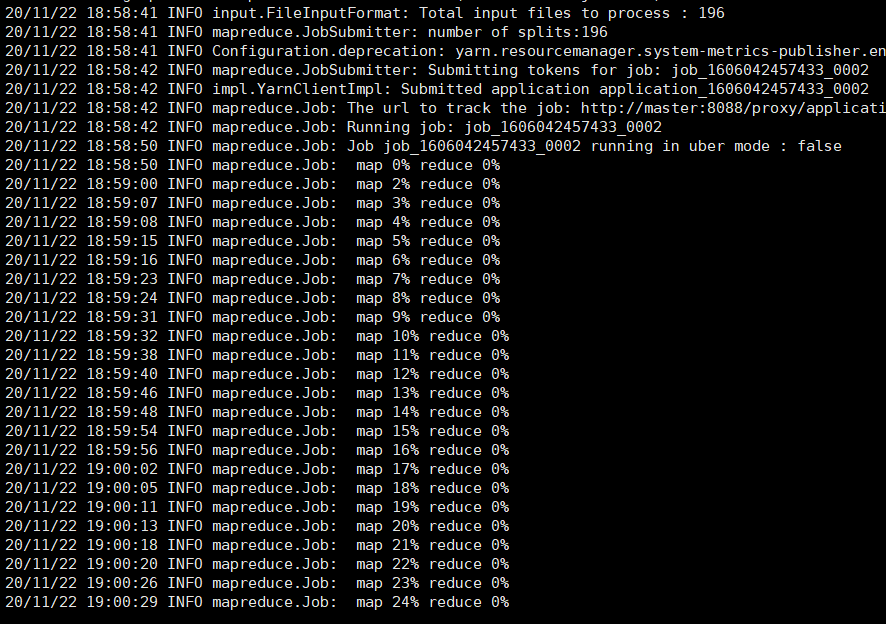 20/11/22 18:58:41 INFO input.FileInputFormat: Total input files to process : 196
20/11/22 18:58:41 INFO mapreduce.JobSubmitter: number of splits:196
20/11/22 18:58:41 INFO Configuration.deprecation: yarn.resourcemanager.system-metrics-publisher.en
20/11/22 18:58:42 INFO mapreduce.JobSubmitter: Submitting tokens for job: job_1606042457433_0002
20/11/22 18:58:42 INFO impl.YarnClientImpl: Submitted application application_1606042457433_0002
20/11/22 18:58:42 INFO mapreduce.Job: The url to track the job: http://master:8088/proxy/applicati
20/11/22 18:58:42 INFO mapreduce.Job: Running job: job_1606042457433_0002
20/11/22 18:58:50 INFO mapreduce.Job: Job job_1606042457433_0002 running in uber mode : false
20/11/22 18:58:50 INFO mapreduce.Job:  map 0% reduce 0%
20/11/22 18:59:00 INFO mapreduce.Job:  map 2% reduce 0%
20/11/22 18:59:07 INFO mapreduce.Job:  map 3% reduce 0%
20/11/22 18:59:08 INFO mapreduce.Job:  map 4% reduce 0%
20/11/22 18:59:15 INFO mapreduce.Job:  map 5% reduce 0%
20/11/22 18:59:16 INFO mapreduce.Job:  map 6% reduce 0%
20/11/22 18:59:23 INFO mapreduce.Job:  map 7% reduce 0%
20/11/22 18:59:24 INFO mapreduce.Job:  map 8% reduce 0%
20/11/22 18:59:31 INFO mapreduce.Job:  map 9% reduce 0%
20/11/22 18:59:32 INFO mapreduce.Job:  map 10% reduce 0%
20/11/22 18:59:38 INFO mapreduce.Job:  map 11% reduce 0%
20/11/22 18:59:40 INFO mapreduce.Job:  map 12% reduce 0%
20/11/22 18:59:46 INFO mapreduce.Job:  map 13% reduce 0%
20/11/22 18:59:48 INFO mapreduce.Job:  map 14% reduce 0%
20/11/22 18:59:54 INFO mapreduce.Job:  map 15% reduce 0%
20/11/22 18:59:56 INFO mapreduce.Job:  map 16% reduce 0%
20/11/22 19:00:02 INFO mapreduce.Job:  map 17% reduce 0%
20/11/22 19:00:05 INFO mapreduce.Job:  map 18% reduce 0%
20/11/22 19:00:11 INFO mapreduce.Job:  map 19% reduce 0%
20/11/22 19:00:13 INFO mapreduce.Job:  map 20% reduce 0%
20/11/22 19:00:18 INFO mapreduce.Job:  map 21% reduce 0%
20/11/22 19:00:20 INFO mapreduce.Job:  map 22% reduce 0%
20/11/22 19:00:26 INFO mapreduce.Job:  map 23% reduce 0%
20/11/22 19:00:29 INFO mapreduce.Job:  map 24% reduce 0%